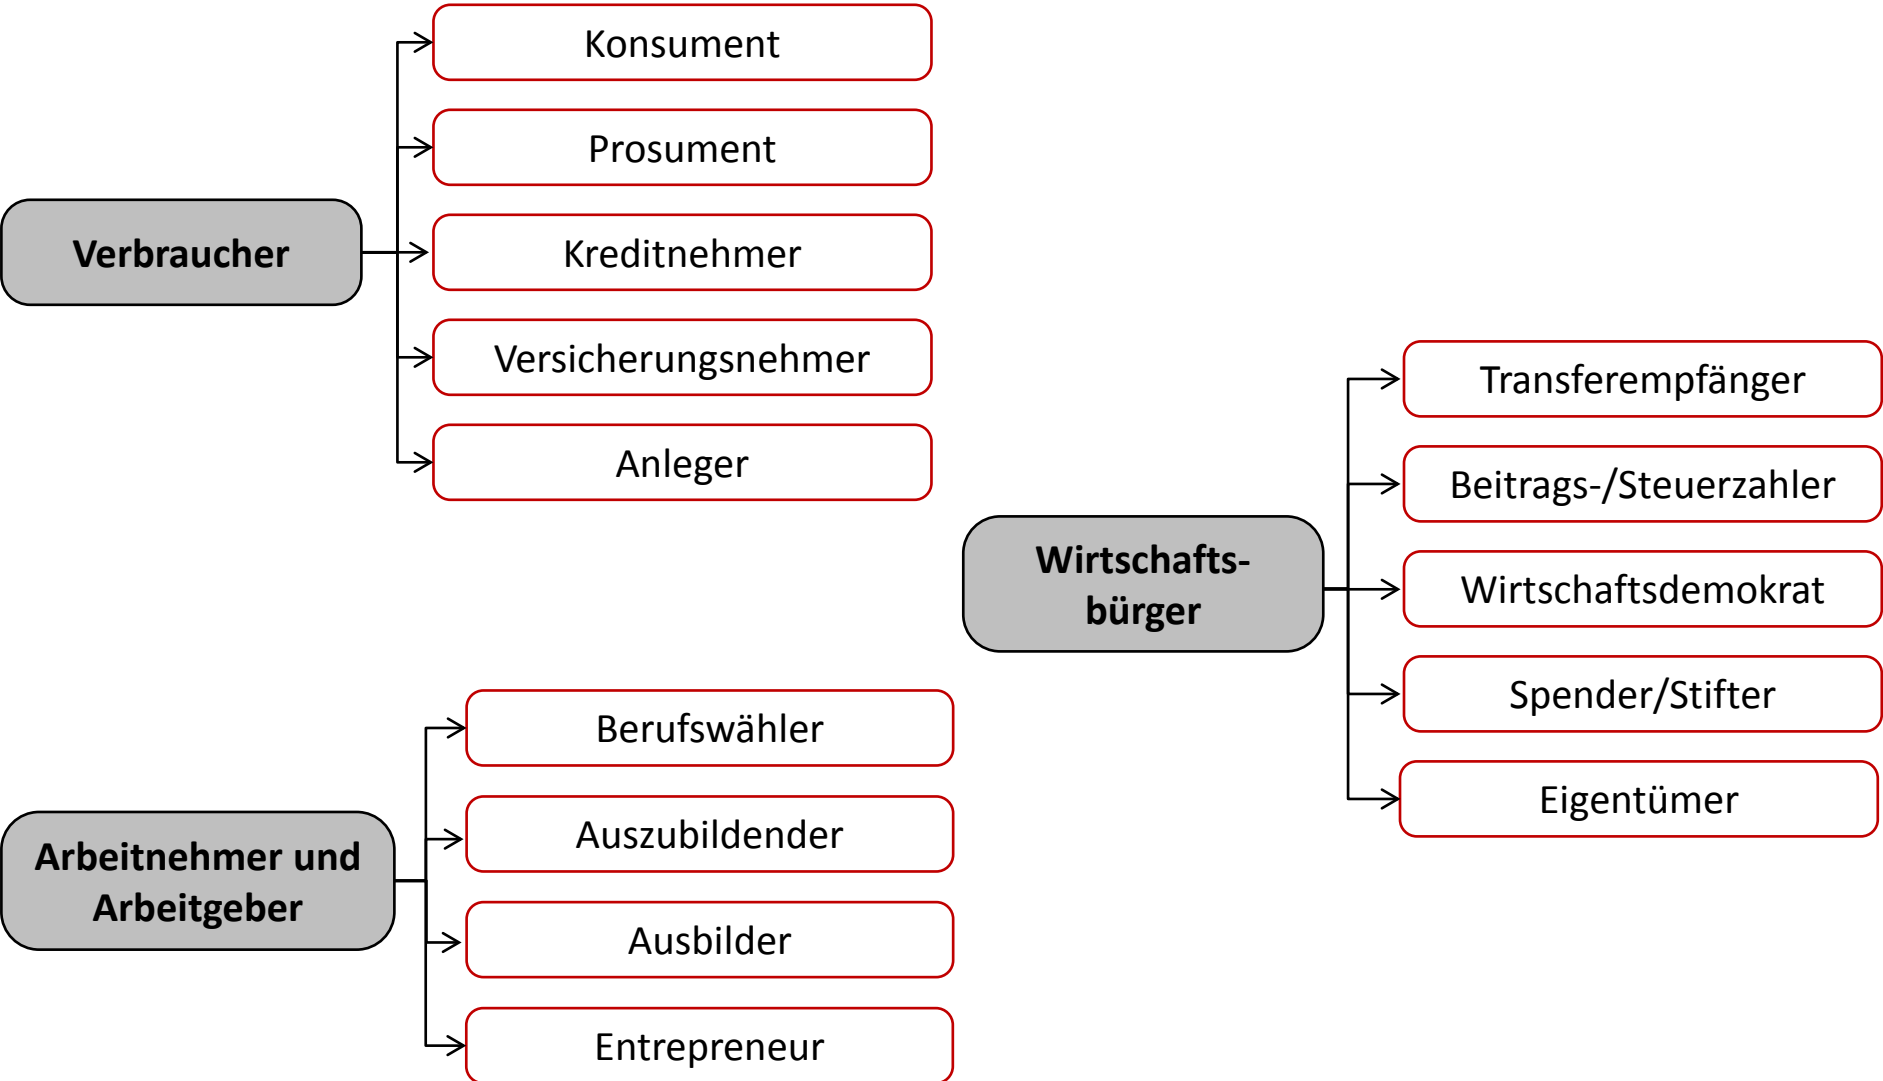 Verbraucher
Konsument
Prosument
Kreditnehmer
Versicherungsnehmer
Anleger
Arbeitnehmer und
Arbeitgeber
Berufswähler
Auszubildender
Ausbilder
Entrepreneur
Wirtschafts-
bürger
Transferempfänger
Beitrags-/Steuerzahler
Wirtschaftsdemokrat
Spender/Stifter
Eigentümer